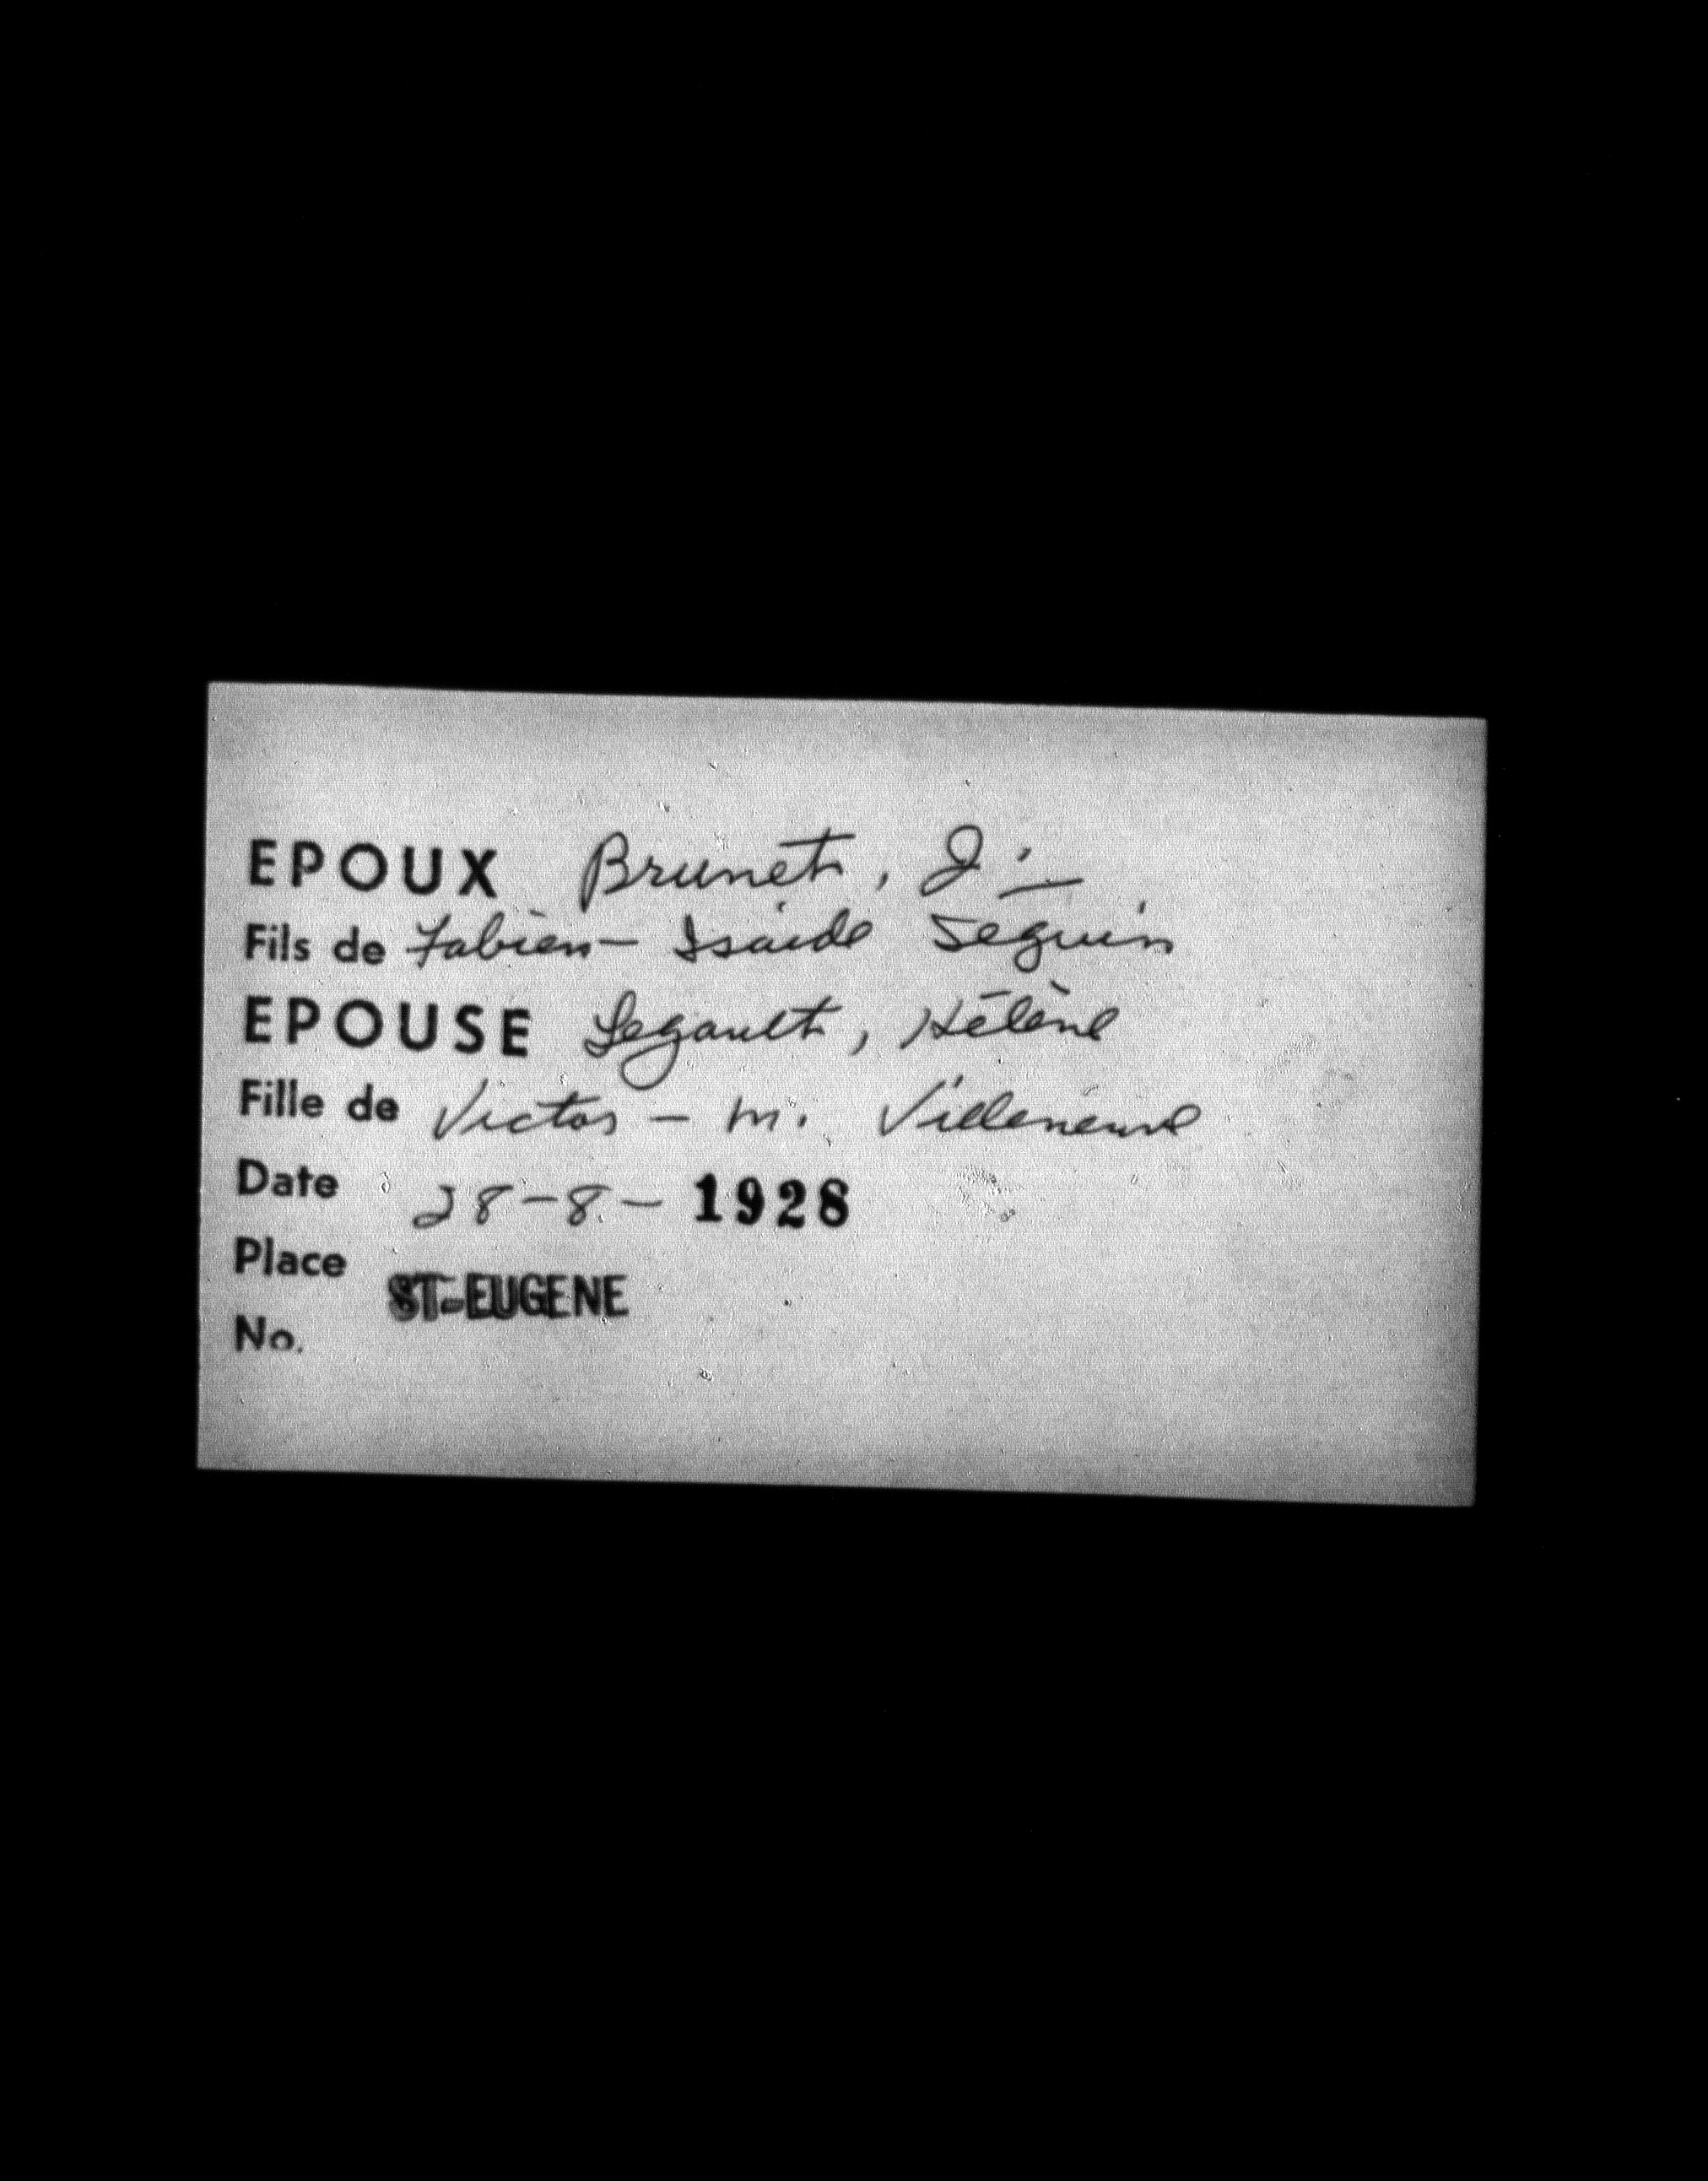 EPOUX Brunet, J. —
Fils de Fabien - Isaïde Séguin
EPOUSE Legault, Hélène
Fille de Victor - m. Villeneuve
Date 28-8- 1928
Place ST-EUGENE
No.